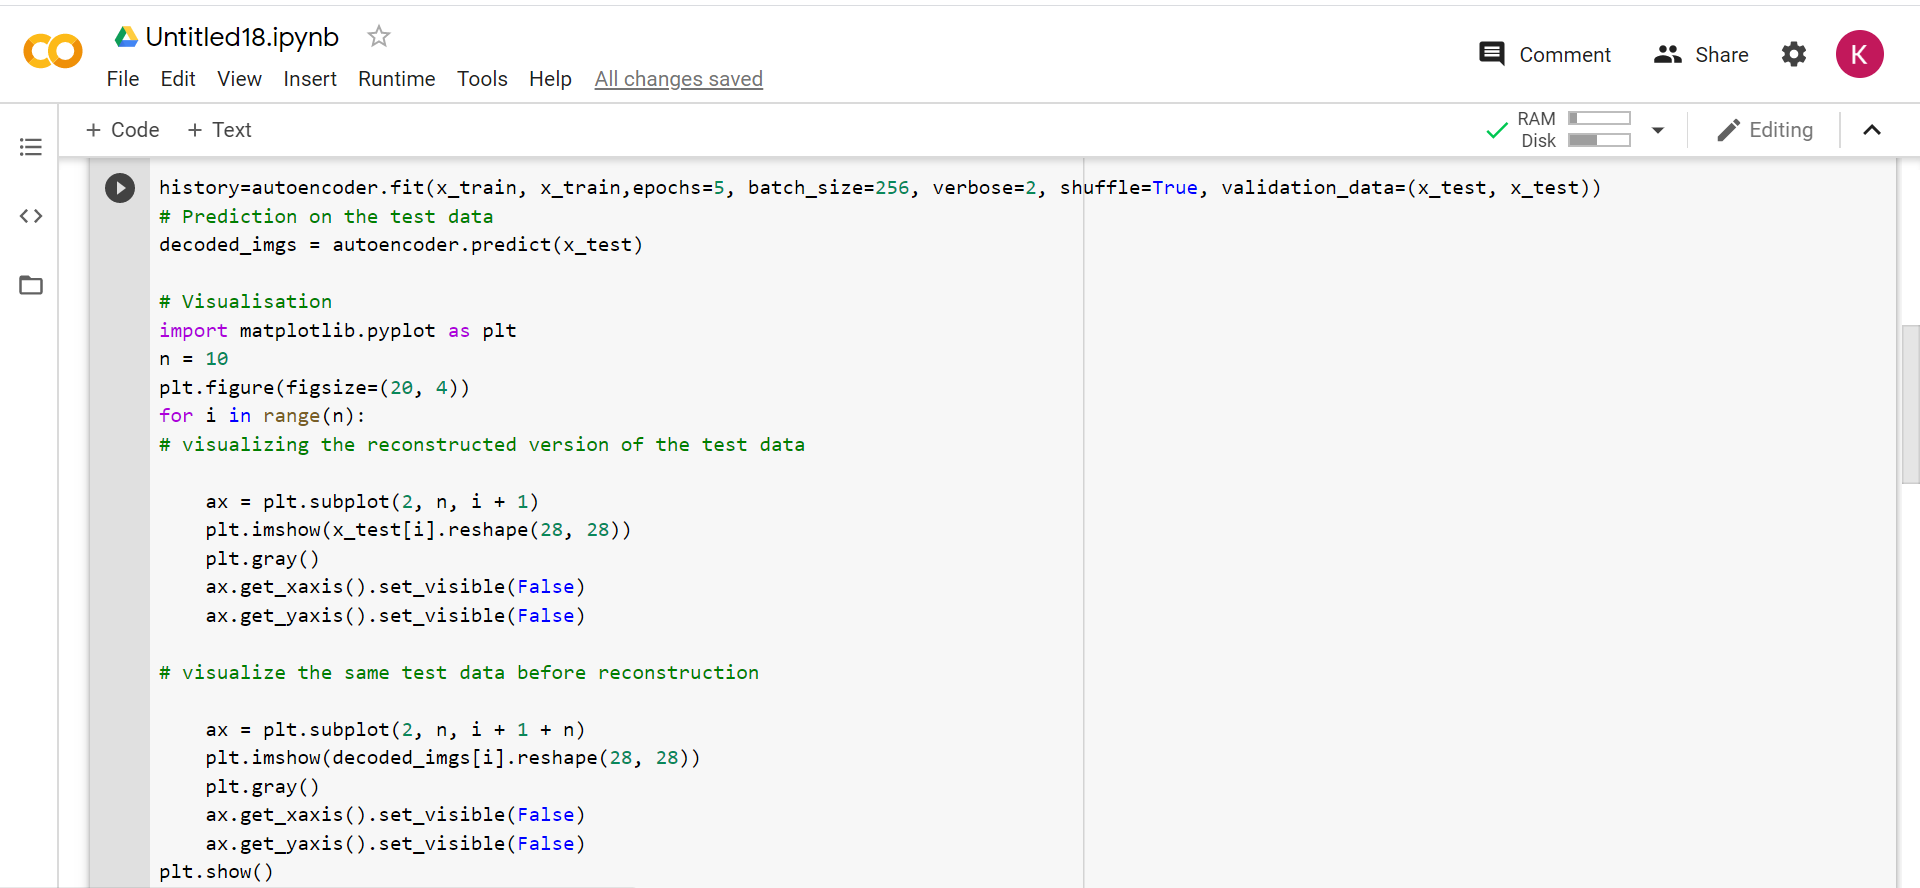 Untitled18.ipynb
File Edit View Insert Runtime Tools Help All changes saved
Comment Share K
+ Code + Text
RAM
Disk
Editing
history=autoencoder.fit(x_train, x_train,epochs=5, batch_size=256, verbose=2, shuffle=True, validation_data=(x_test, x_test))
# Prediction on the test data
decoded_imgs = autoencoder.predict(x_test)
# Visualisation
import matplotlib.pyplot as plt
n = 10
plt.figure(figsize=(20, 4))
for i in range(n):
# visualizing the reconstructed version of the test data
ax = plt.subplot(2, n, i + 1)
plt.imshow(x_test[i].reshape(28, 28))
plt.gray()
ax.get_xaxis().set_visible(False)
ax.get_yaxis().set_visible(False)
# visualize the same test data before reconstruction
ax = plt.subplot(2, n, i + 1 + n)
plt.imshow(decoded_imgs[i].reshape(28, 28))
plt.gray()
ax.get_xaxis().set_visible(False)
ax.get_yaxis().set_visible(False)
plt.show()